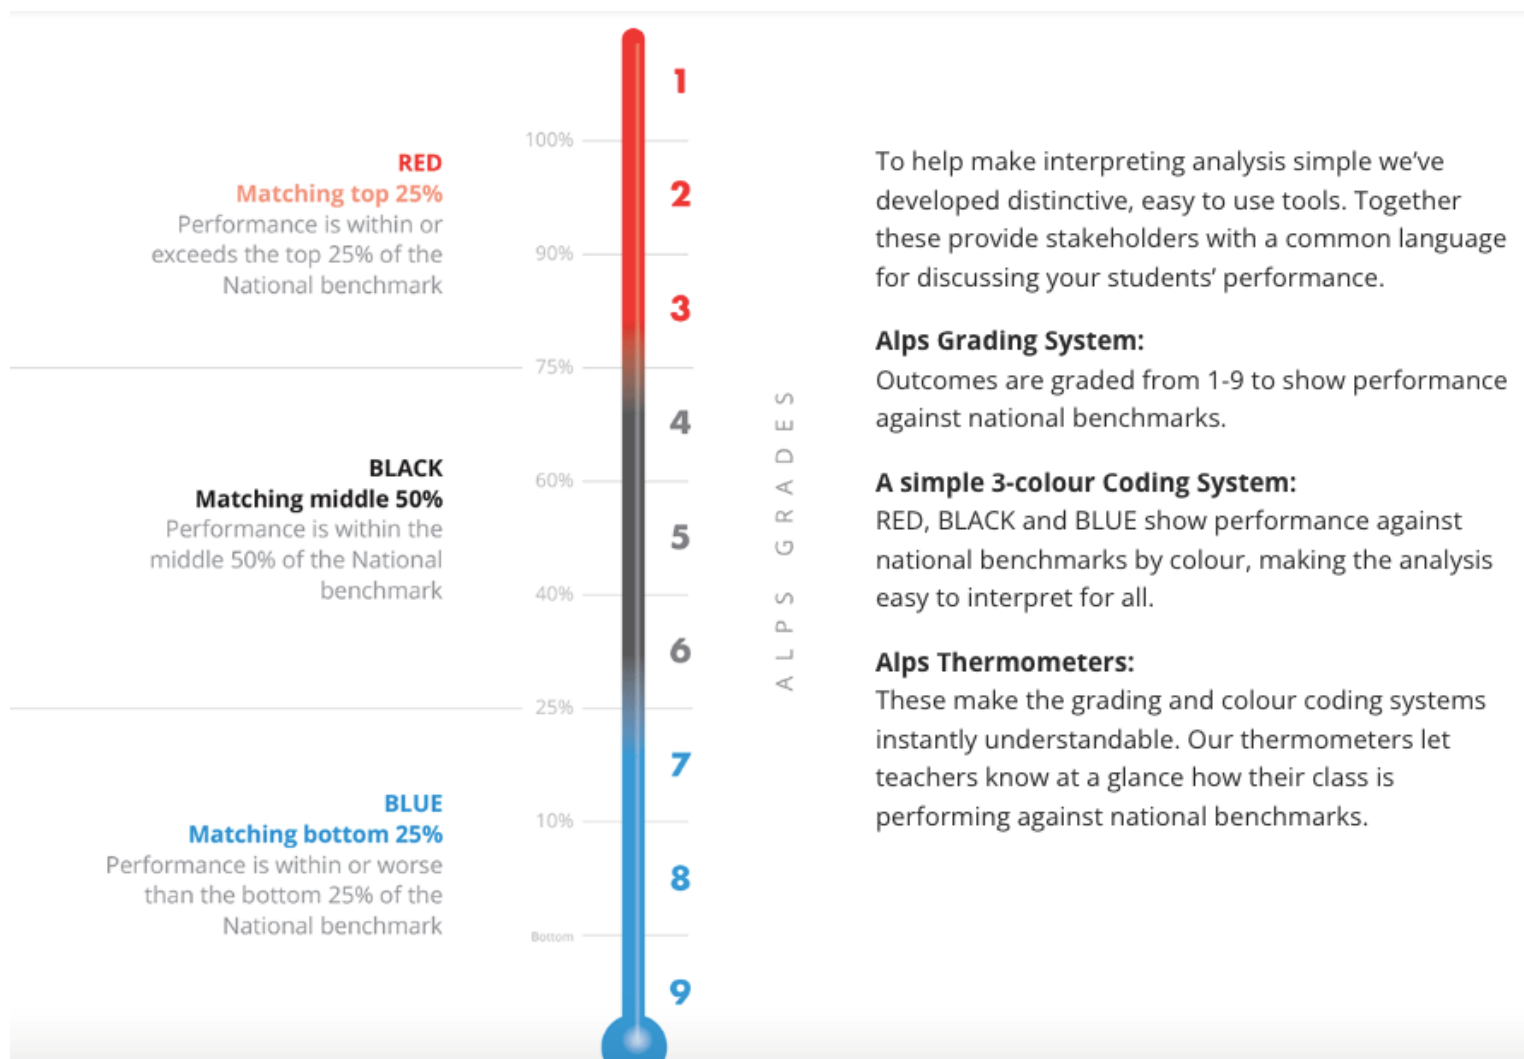 RED
Matching top 25%
Performance is within or
exceeds the top 25% of the
National benchmark
BLACK
Matching middle 50%
Performance is within the
middle 50% of the National
benchmark
BLUE
Matching bottom 25%
Performance is within or worse
than the bottom 25% of the
National benchmark
1
100%
2
90%
3
75%
4
60%
5
40%
6
25%
7
10%
8
Bottom
9
ALPS GRADES
To help make interpreting analysis simple we’ve
developed distinctive, easy to use tools. Together
these provide stakeholders with a common language
for discussing your students’ performance.
Alps Grading System:
Outcomes are graded from 1-9 to show performance
against national benchmarks.
A simple 3-colour Coding System:
RED, BLACK and BLUE show performance against
national benchmarks by colour, making the analysis
easy to interpret for all.
Alps Thermometers:
These make the grading and colour coding systems
instantly understandable. Our thermometers let
teachers know at a glance how their class is
performing against national benchmarks.